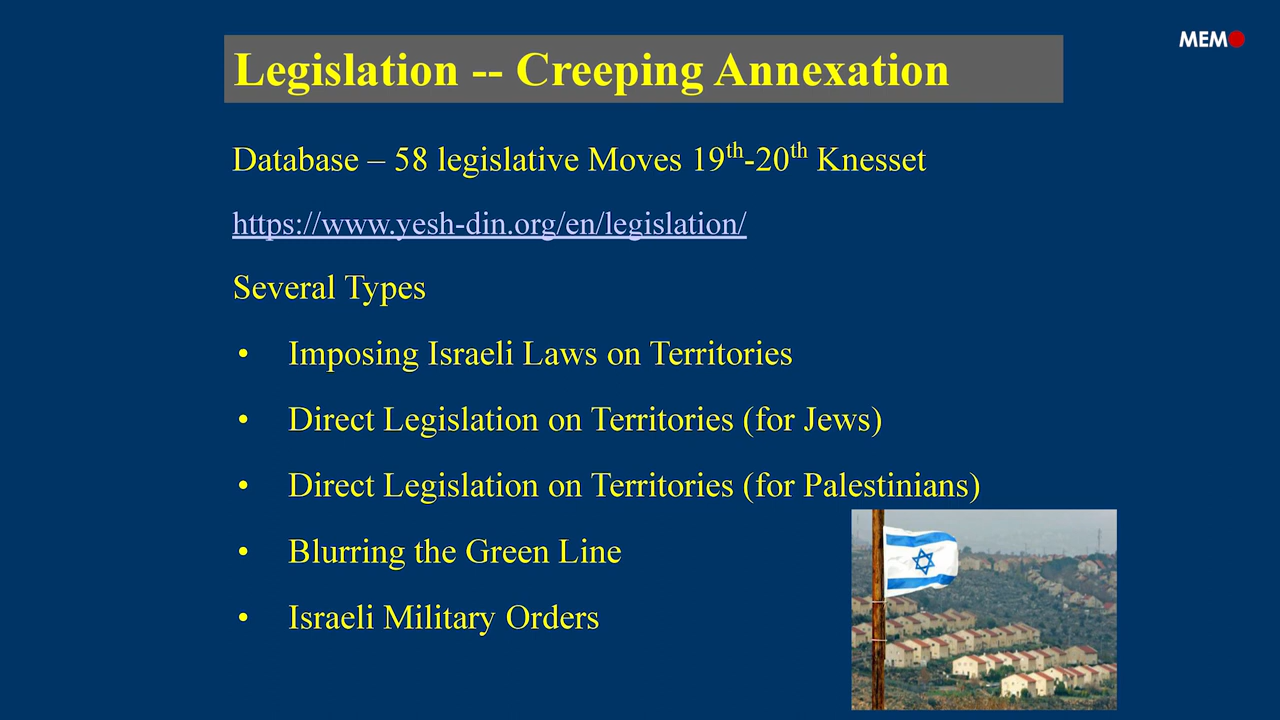 MEMO
Legislation -- Creeping Annexation
Database – 58 legislative Moves 19th-20th Knesset
https://www.yesh-din.org/en/legislation/
Several Types
• Imposing Israeli Laws on Territories
• Direct Legislation on Territories (for Jews)
• Direct Legislation on Territories (for Palestinians)
• Blurring the Green Line
• Israeli Military Orders